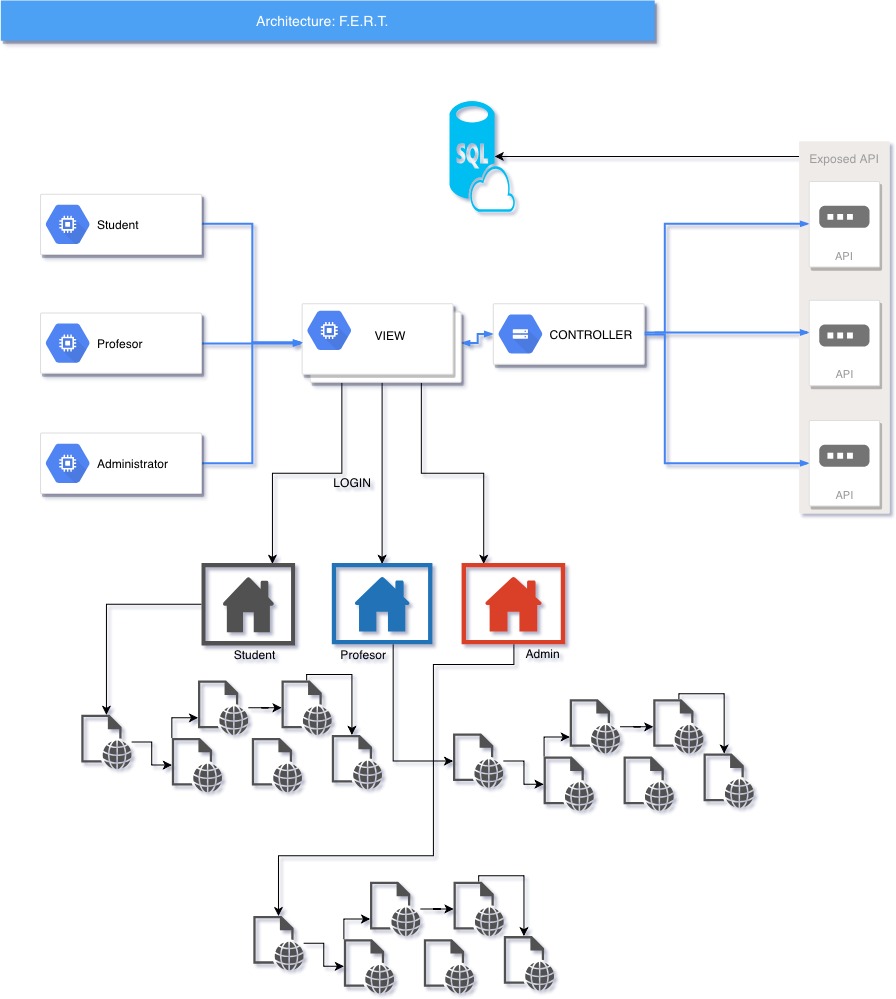 Architecture: F.E.R.T.
SQL
Exposed API
API
Student
VIEW
CONTROLLER
Profesor
API
Administrator
API
LOGIN
Student
Profesor
Admin